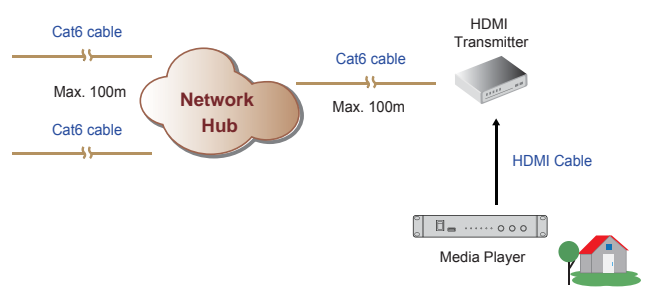 Cat6 cable
Max. 100m
Cat6 cable
Network
Hub
Cat6 cable
Max. 100m
HDMI
Transmitter
HDMI Cable
Media Player